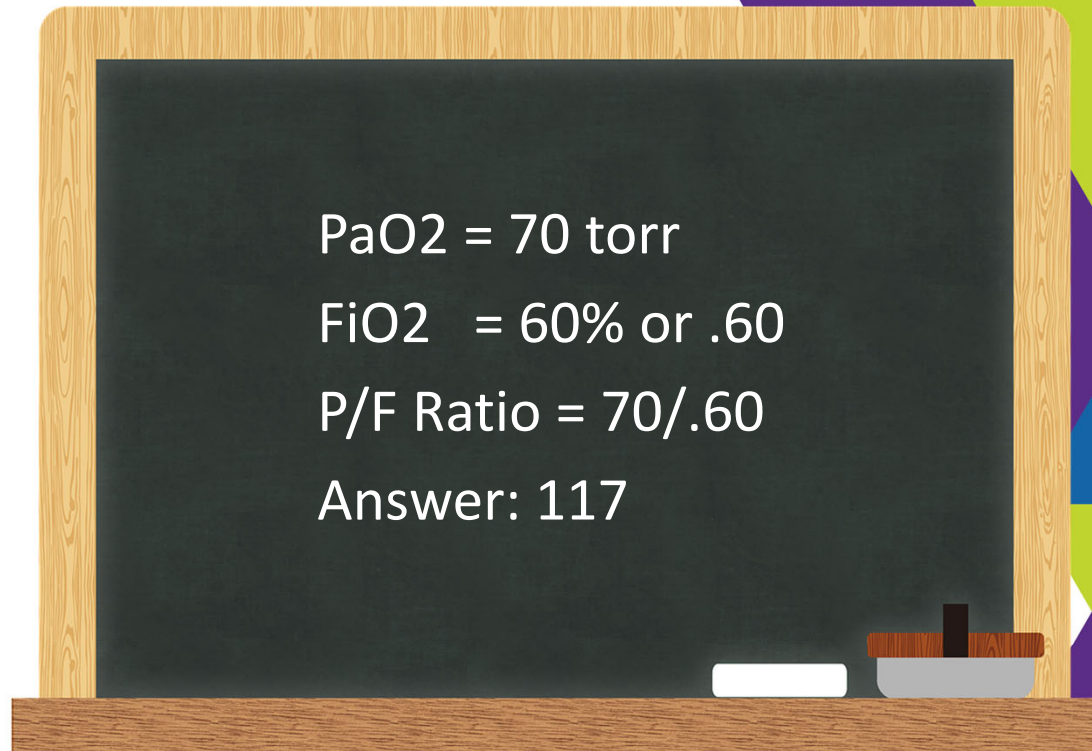 PaO2 = 70 torr
FiO2   = 60% or .60
P/F Ratio = 70/.60
Answer: 117